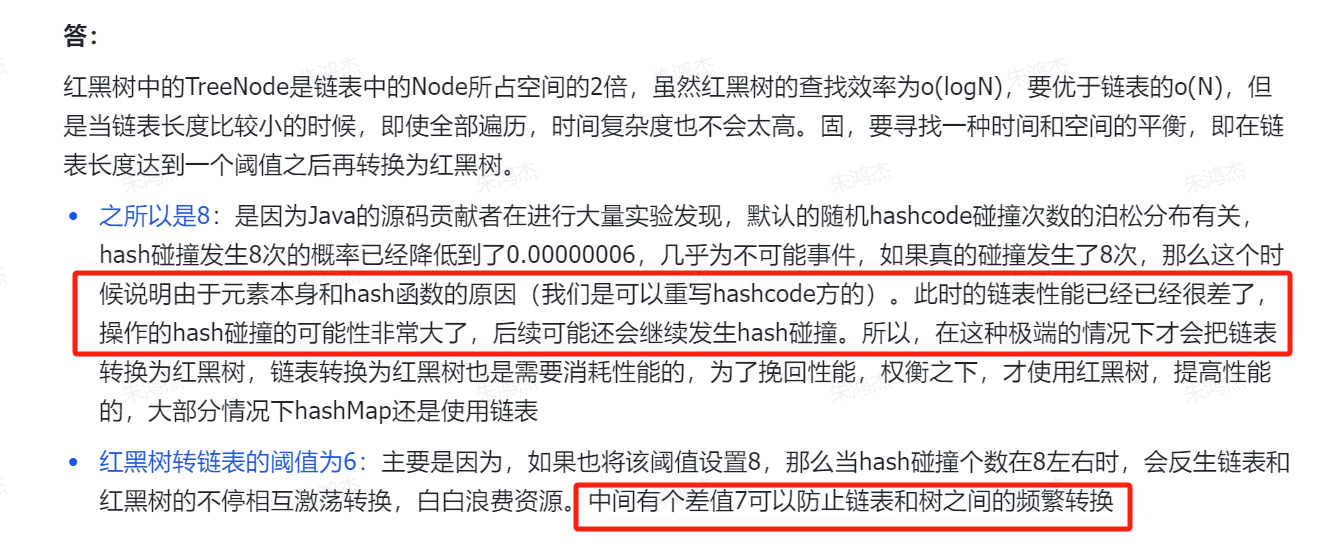 答：
红黑树中的TreeNode是链表中的Node所占空间的2倍，虽然红黑树的查找效率为o(logN)，要优于链表的o(N)，但
是当链表长度比较小的时候，即使全部遍历，时间复杂度也不会太高。固，要寻找一种时间和空间的平衡，即在链
表长度达到一个阈值之后再转换为红黑树。
之所以是8：是因为Java的源码贡献者在进行大量实验发现，默认的随机hashcode碰撞次数的泊松分布有关，
hash碰撞发生8次的概率已经降低到了0.00000006，几乎为不可能事件，如果真的碰撞发生了8次，那么这个时
候说明由于元素本身和hash函数的原因（我们是可以重写hashcode方的）。此时的链表性能已经已经很差了，
操作的hash碰撞的可能性非常大了，后续可能还会继续发生hash碰撞。所以，在这种极端的情况下才会把链表
转换为红黑树，链表转换为红黑树也是需要消耗性能的，为了挽回性能，权衡之下，才使用红黑树，提高性能
的，大部分情况下hashMap还是使用链表
红黑树转链表的阈值为6：主要是因为，如果也将该阈值设置8，那么当hash碰撞个数在8左右时，会反生链表和
红黑树的不停相互激荡转换，白白浪费资源。中间有个差值7可以防止链表和树之间的频繁转换
朱鸿杰
朱鸿杰
朱鸿杰
朱鸿杰
朱鸿杰
朱鸿杰